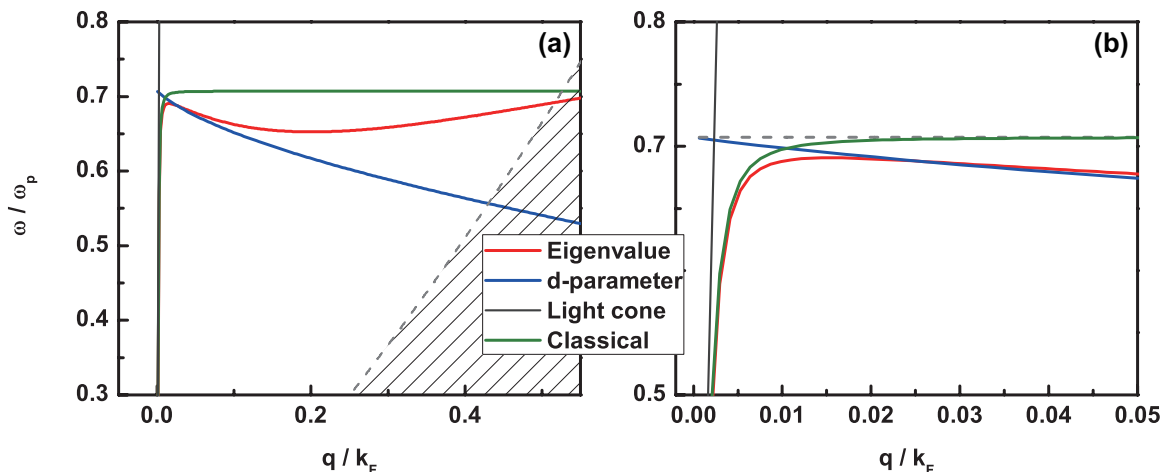 (a)
(b)
0.8
0.7
0.6
0.5
0.4
0.3
0.0
0.2
0.4
q / k_F
ω / ω_p
Eigenvalue
d-parameter
Light cone
Classical
0.8
0.7
0.5
0.00
0.01
0.02
0.03
0.04
0.05
q / k_F